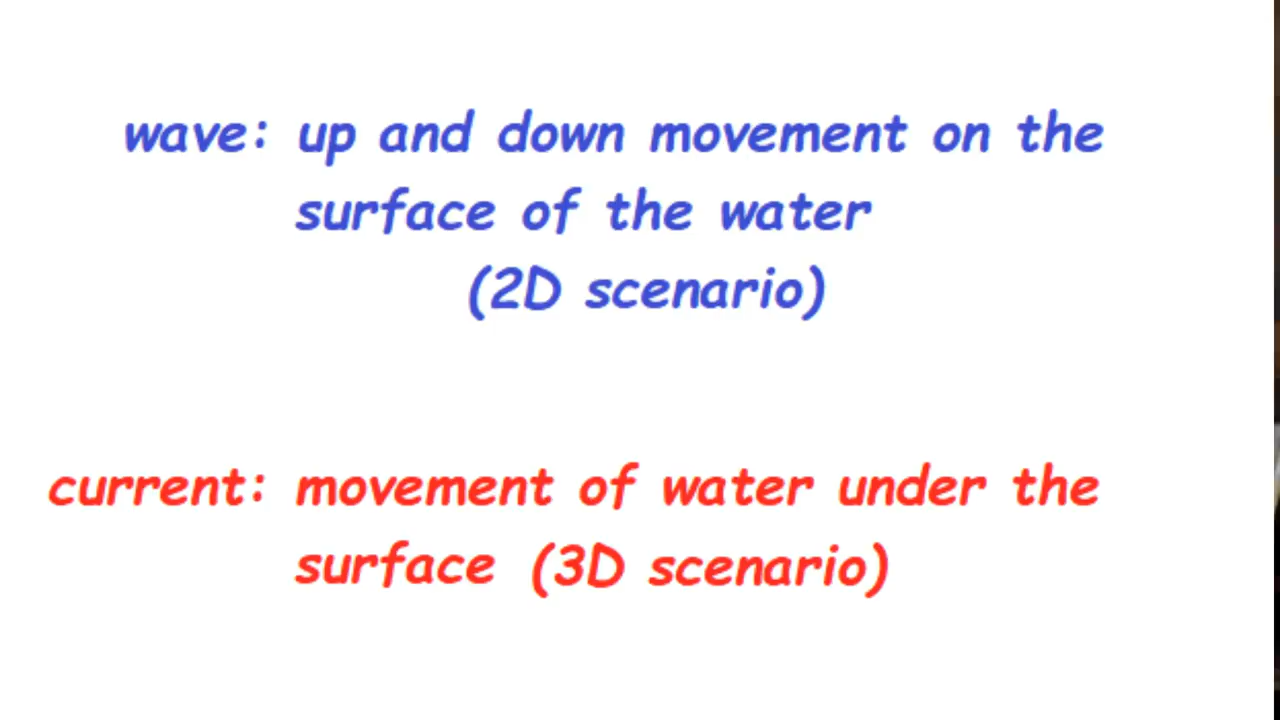 wave: up and down movement on the
surface of the water
(2D scenario)
current: movement of water under the
surface (3D scenario)